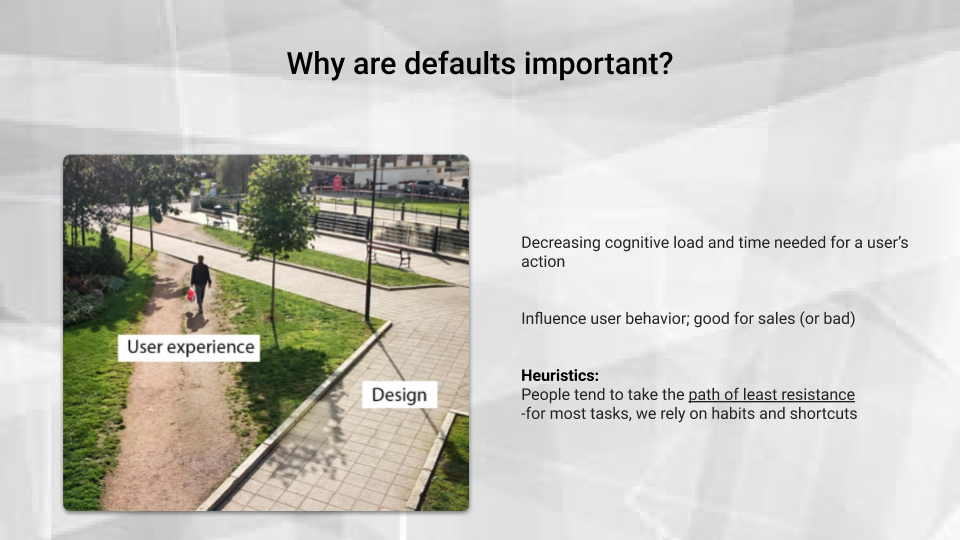 Why are defaults important?
User experience
Design
Decreasing cognitive load and time needed for a user’s
action
Influence user behavior; good for sales (or bad)
Heuristics:
People tend to take the path of least resistance
-for most tasks, we rely on habits and shortcuts